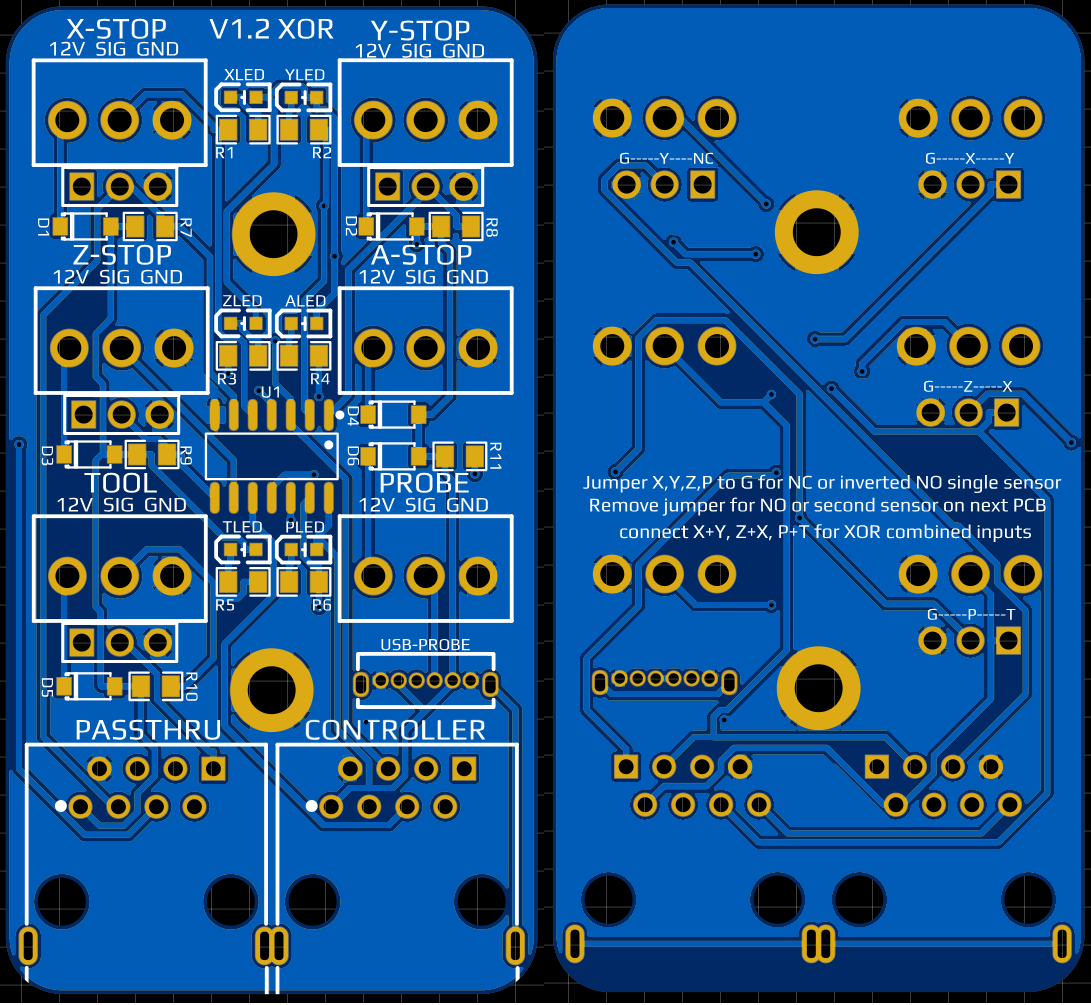 X-STOP V1.2 XOR Y-STOP
12V SIG GND 12V SIG GND
XLED YLED
R1 R2
D1 R7 D2 R8
Z-STOP A-STOP
12V SIG GND 12V SIG GND
ZLED ALED
R3 R4
U1
D4
D3 R9 D6 R11
TOOL PROBE
12V SIG GND 12V SIG GND
TLED PLED
R5 P6
USB-PROBE
D5 R10
PASSTHRU CONTROLLER
G----Y----NC G-----X-----Y
G-----Z-----X
Jumper X,Y,Z,P to G for NC or inverted NO single sensor
Remove jumper for NO or second sensor on next PCB
connect X+Y, Z+X, P+T for XOR combined inputs
G-----P-----T